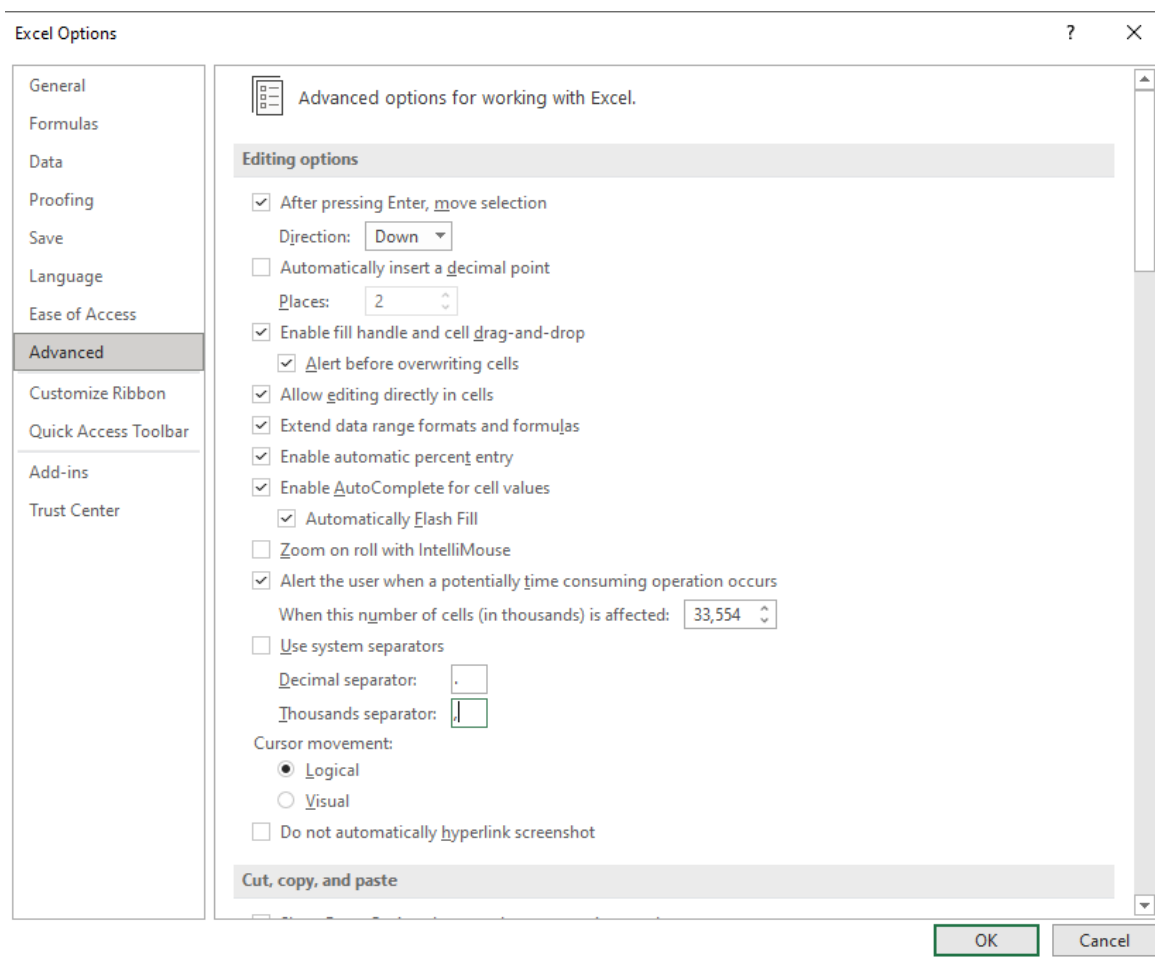 Excel Options
?
General
Formulas
Data
Proofing
Save
Language
Ease of Access
Advanced
Customize Ribbon
Quick Access Toolbar
Add-ins
Trust Center
Advanced options for working with Excel.
Editing options
After pressing Enter, move selection
Direction: Down
Automatically insert a decimal point
Places: 2
Enable fill handle and cell drag-and-drop
Alert before overwriting cells
Allow editing directly in cells
Extend data range formats and formulas
Enable automatic percent entry
Enable AutoComplete for cell values
Automatically Flash Fill
Zoom on roll with IntelliMouse
Alert the user when a potentially time consuming operation occurs
When this number of cells (in thousands) is affected: 33,554
Use system separators
Decimal separator: .
Thousands separator: ,
Cursor movement:
Logical
Visual
Do not automatically hyperlink screenshot
Cut, copy, and paste
OK Cancel